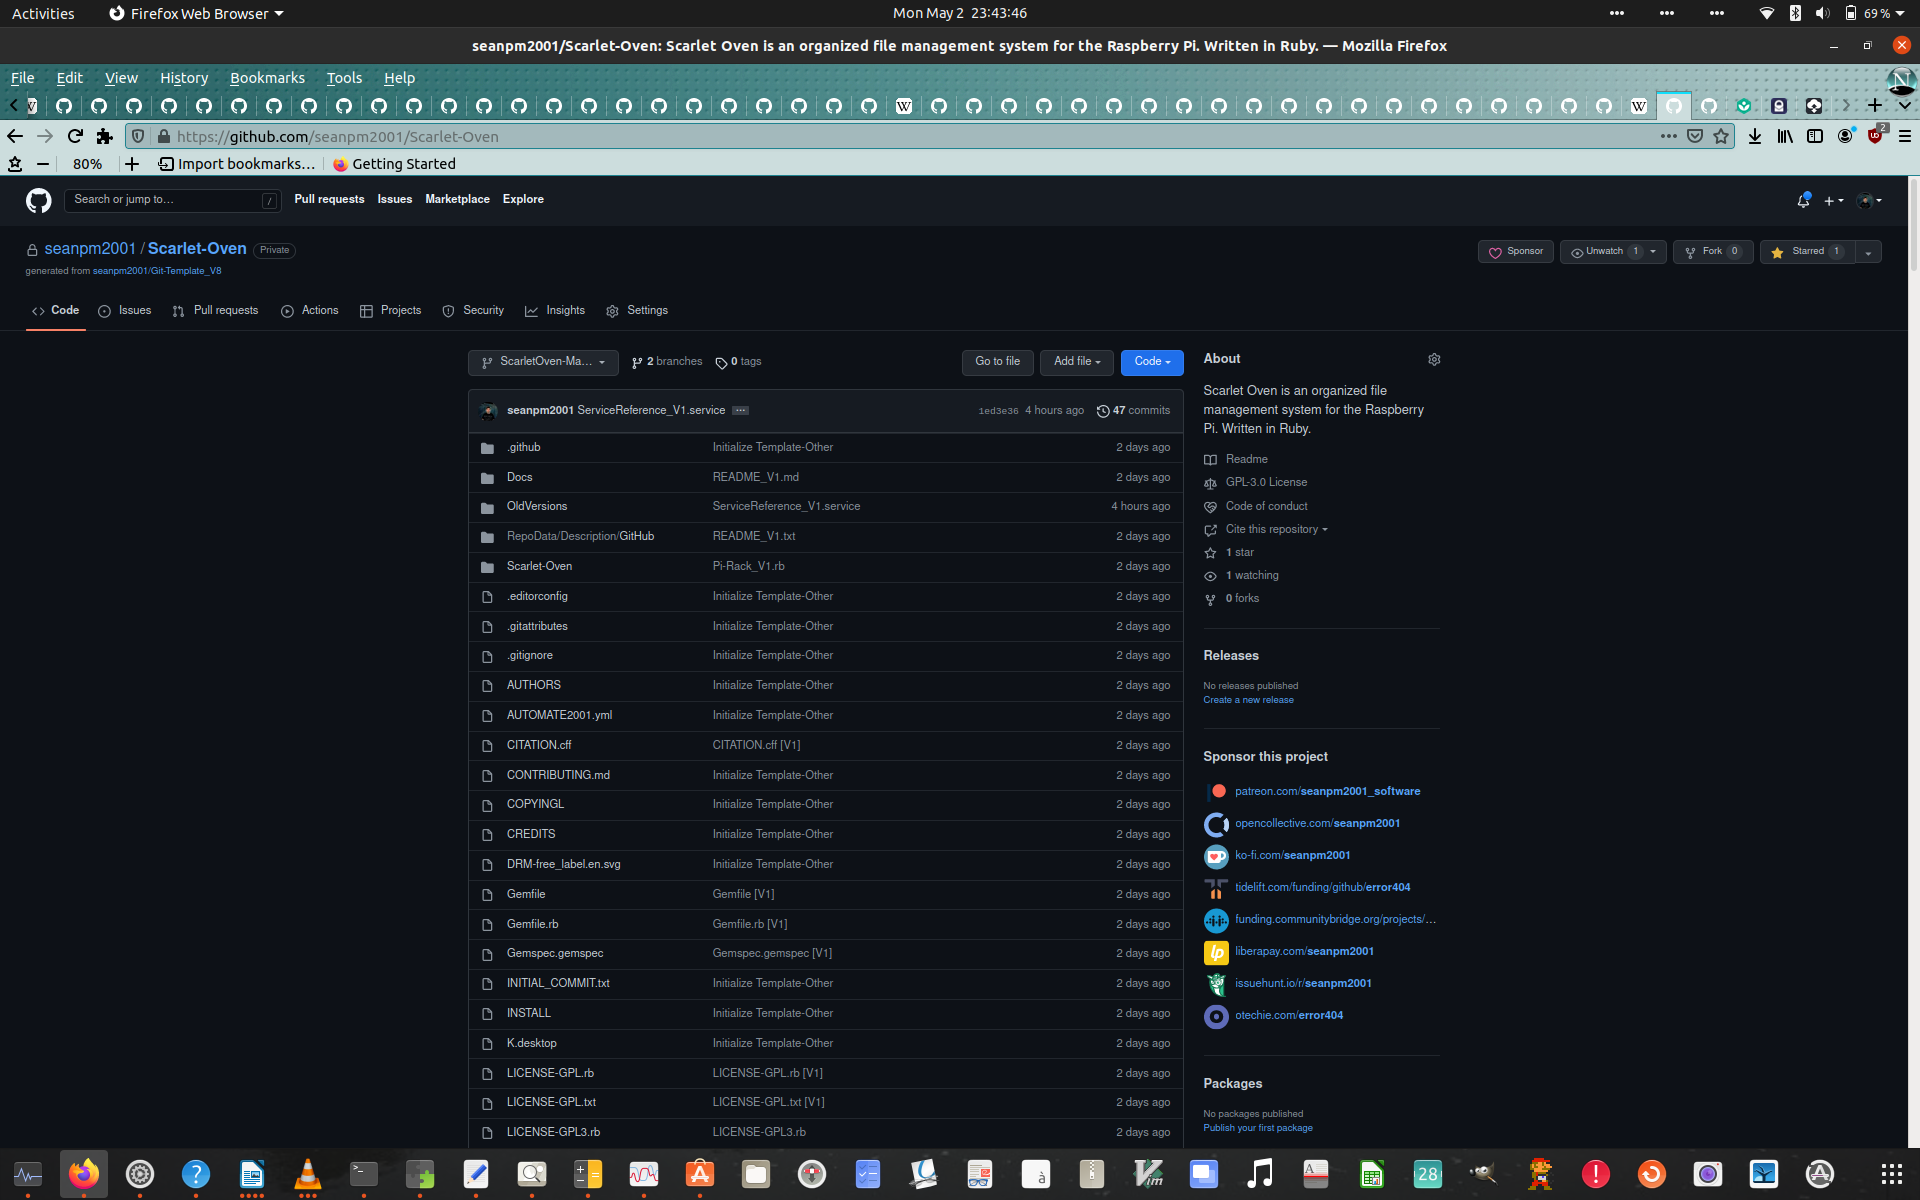 Activities
Firefox Web Browser
Mon May 2 23:43:46
69 %
seanpm2001/Scarlet-Oven: Scarlet Oven is an organized file management system for the Raspberry Pi. Written in Ruby. — Mozilla Firefox
File Edit View History Bookmarks Tools Help
https://github.com/seanpm2001/Scarlet-Oven
2
80%
Import bookmarks…
Getting Started
Search or jump to…
/
Pull requests Issues Marketplace Explore
seanpm2001 / Scarlet-Oven Private
generated from seanpm2001/Git-Template_V8
Sponsor
Unwatch 1
Fork 0
Starred 1
Code Issues Pull requests Actions Projects Security Insights Settings
ScarletOven-Ma…
2 branches
0 tags
Go to file
Add file
Code
seanpm2001 ServiceReference_V1.service … 1ed3e36 4 hours ago 47 commits
.github Initialize Template-Other 2 days ago
Docs README_V1.md 2 days ago
OldVersions ServiceReference_V1.service 4 hours ago
RepoData/Description/GitHub README_V1.txt 2 days ago
Scarlet-Oven Pi-Rack_V1.rb 2 days ago
.editorconfig Initialize Template-Other 2 days ago
.gitattributes Initialize Template-Other 2 days ago
.gitignore Initialize Template-Other 2 days ago
AUTHORS Initialize Template-Other 2 days ago
AUTOMATE2001.yml Initialize Template-Other 2 days ago
CITATION.cff CITATION.cff [V1] 2 days ago
CONTRIBUTING.md Initialize Template-Other 2 days ago
COPYINGL Initialize Template-Other 2 days ago
CREDITS Initialize Template-Other 2 days ago
DRM-free_label.en.svg Initialize Template-Other 2 days ago
Gemfile Gemfile [V1] 2 days ago
Gemfile.rb Gemfile.rb [V1] 2 days ago
Gemspec.gemspec Gemspec.gemspec [V1] 2 days ago
INITIAL_COMMIT.txt Initialize Template-Other 2 days ago
INSTALL Initialize Template-Other 2 days ago
K.desktop Initialize Template-Other 2 days ago
LICENSE-GPL.rb LICENSE-GPL.rb [V1] 2 days ago
LICENSE-GPL.txt LICENSE-GPL.txt [V1] 2 days ago
LICENSE-GPL3.rb LICENSE-GPL3.rb 2 days ago
About
Scarlet Oven is an organized file
management system for the Raspberry
Pi. Written in Ruby.
Readme
GPL-3.0 License
Code of conduct
Cite this repository
1 star
1 watching
0 forks
Releases
No releases published
Create a new release
Sponsor this project
patreon.com/seanpm2001_software
opencollective.com/seanpm2001
ko-fi.com/seanpm2001
tidelift.com/funding/github/error404
funding.communitybridge.org/projects/…
liberapay.com/seanpm2001
issuehunt.io/r/seanpm2001
otechie.com/error404
Packages
No packages published
Publish your first package
28